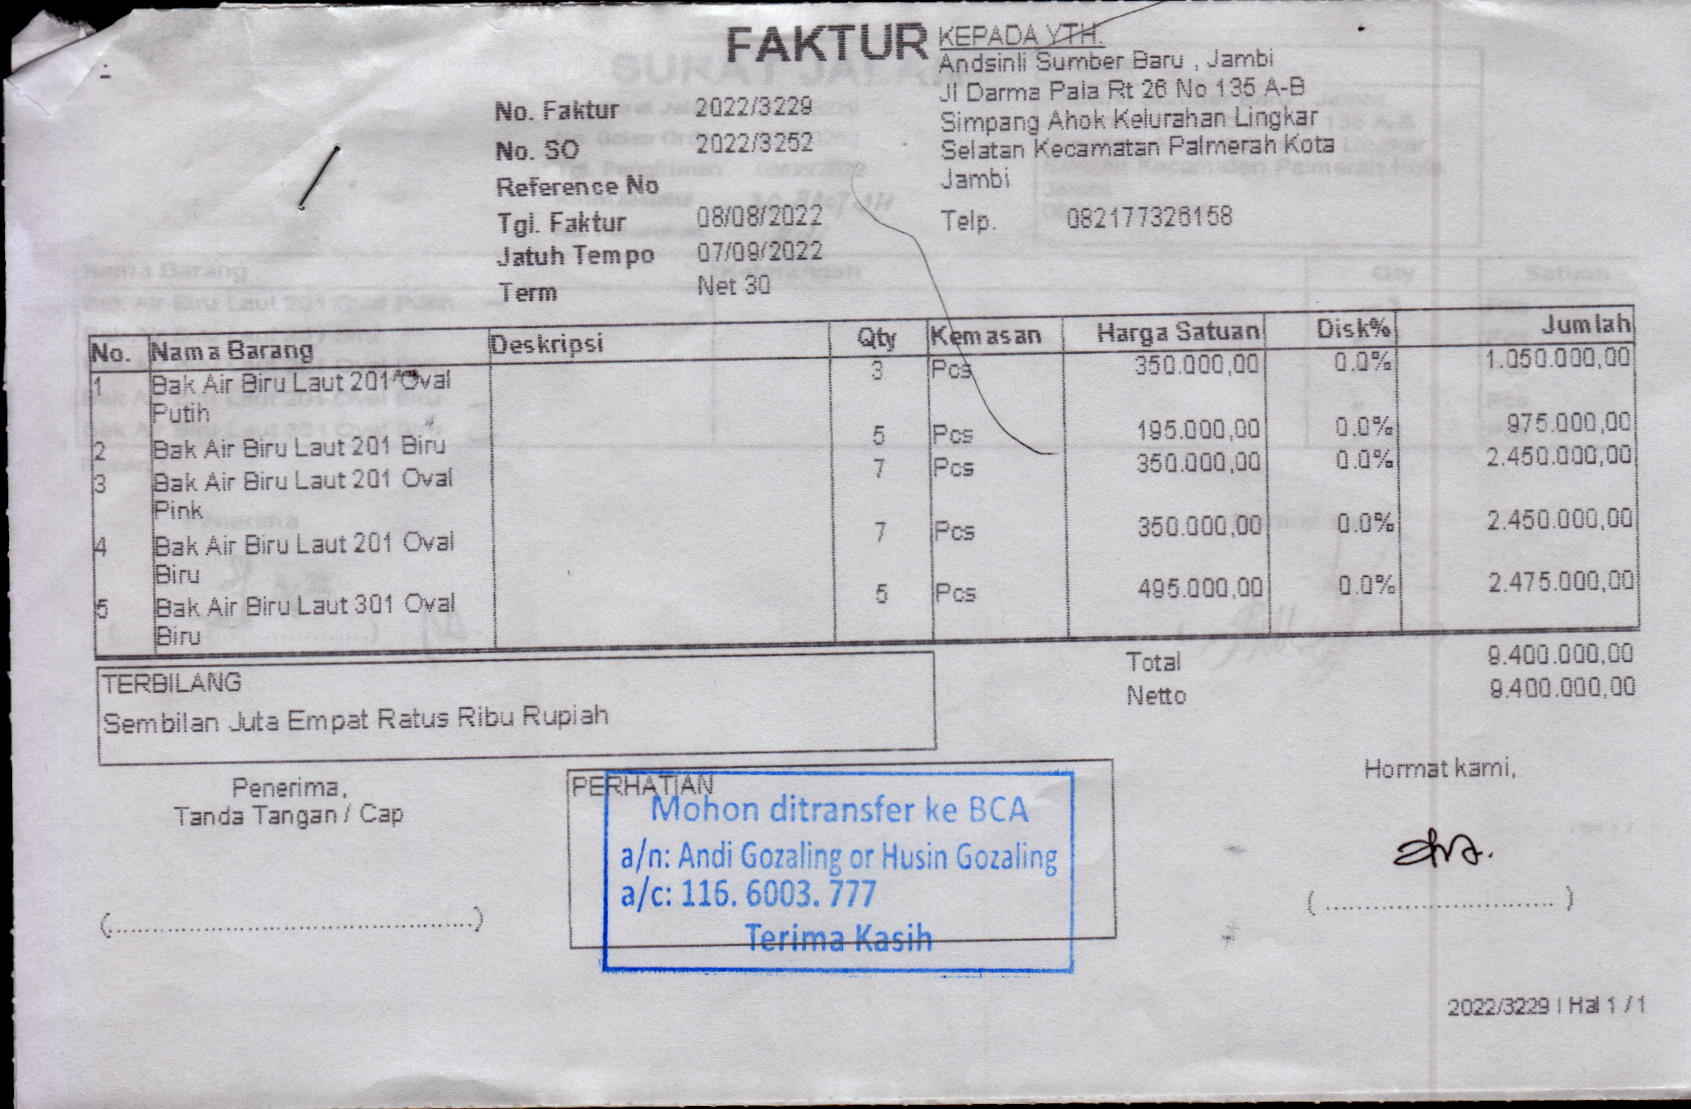 FAKTUR
KEPADA YTH.
Andsinli Sumber Baru , Jambi
Jl Darma Pala Rt 26 No 135 A-B
Simpang Ahok Kelurahan Lingkar
Selatan Kecamatan Palmerah Kota
Jambi
Telp. 082177326158
No. Faktur 2022/3229
No. SO 2022/3252
Reference No
Tgl. Faktur 08/08/2022
Jatuh Tempo 07/09/2022
Term Net 30
No. Nama Barang Deskripsi Qty Kemasan Harga Satuan Disk% Jumlah
1 Bak Air Biru Laut 201 Oval 3 Pcs 350.000,00 0.0% 1.050.000,00
Putih
2 Bak Air Biru Laut 201 Biru 5 Pcs 195.000,00 0.0% 975.000,00
3 Bak Air Biru Laut 201 Oval 7 Pcs 350.000,00 0.0% 2.450.000,00
Pink
4 Bak Air Biru Laut 201 Oval 7 Pcs 350.000,00 0.0% 2.450.000,00
Biru
5 Bak Air Biru Laut 301 Oval 5 Pcs 495.000,00 0.0% 2.475.000,00
Biru
Total 9.400.000,00
Netto 9.400.000,00
TERBILANG
Sembilan Juta Empat Ratus Ribu Rupiah
Penerima,
Tanda Tangan / Cap
(..................................................)
PERHATIAN
Mohon ditransfer ke BCA
a/n: Andi Gozaling or Husin Gozaling
a/c: 116. 6003. 777
Terima Kasih
Hormat kami,
( ............................... )
2022/3229 | Hal 1 / 1